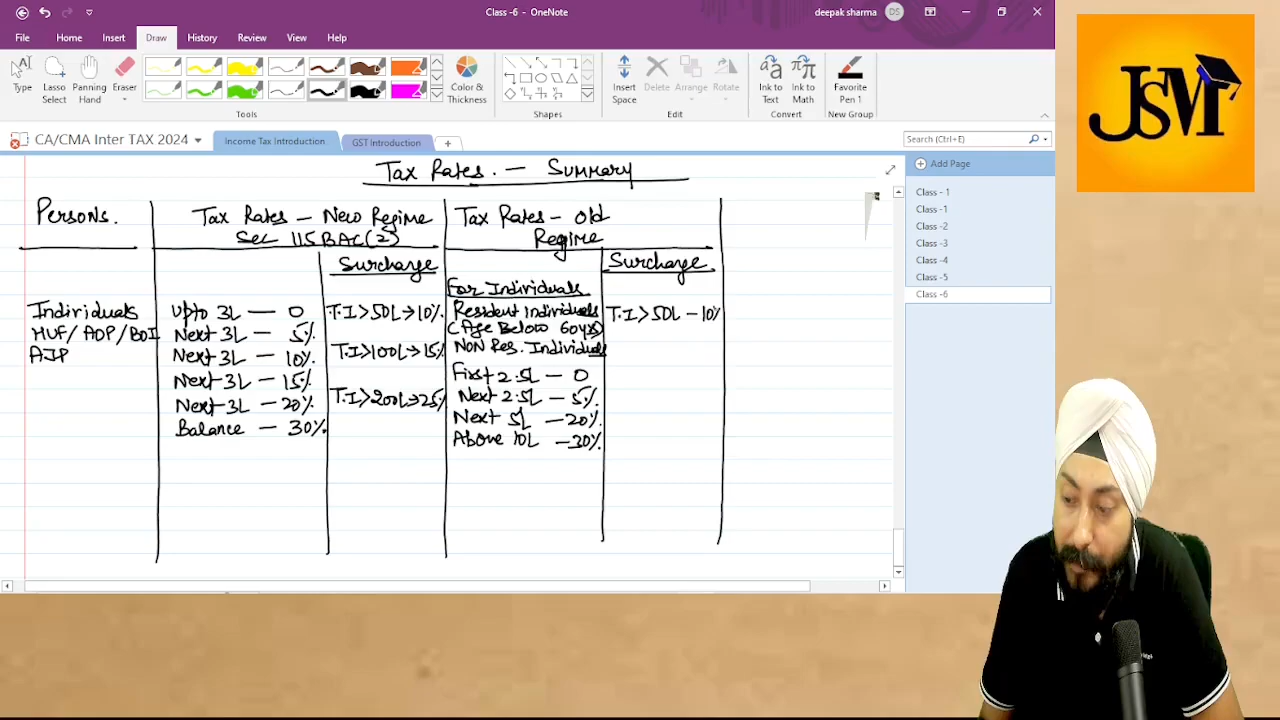 Class -6 - OneNote
deepak sharma
DS
File Home Insert Draw History Review View Help
Type
Lasso Select
Panning Hand
Eraser
Color & Thickness
Insert Space
Delete
Arrange
Rotate
Ink to Text
Ink to Math
Favorite Pen 1
Tools
Shapes
Edit
Convert
New Group
CA/CMA Inter TAX 2024
Income Tax Introduction
GST Introduction
Search (Ctrl+E)
Add Page
Class - 1
Class -1
Class -2
Class -3
Class -4
Class -5
Class -6
JSM
Tax Rates. — Summary
Persons.
Tax Rates - New Regime
Sec 115BAC(2)
Tax Rates - Old
Regime
Surcharge
Surcharge
Individuals
HUF/ AOP/BOI
AJP
Upto 3L — 0
Next 3L — 5%
Next 3L — 10%
Next 3L — 15%
Next 3L — 20%
Balance — 30%
T.I>50L→10%
T.I>100L→15%
T.I>200L→25%
For Individuals
Resident Individuals
(Age Below 60yrs)
NON Res. Individuals
First 2.5L — 0
Next 2.5L — 5%
Next 5L — 20%
Above 10L — 30%
T.I>50L — 10%